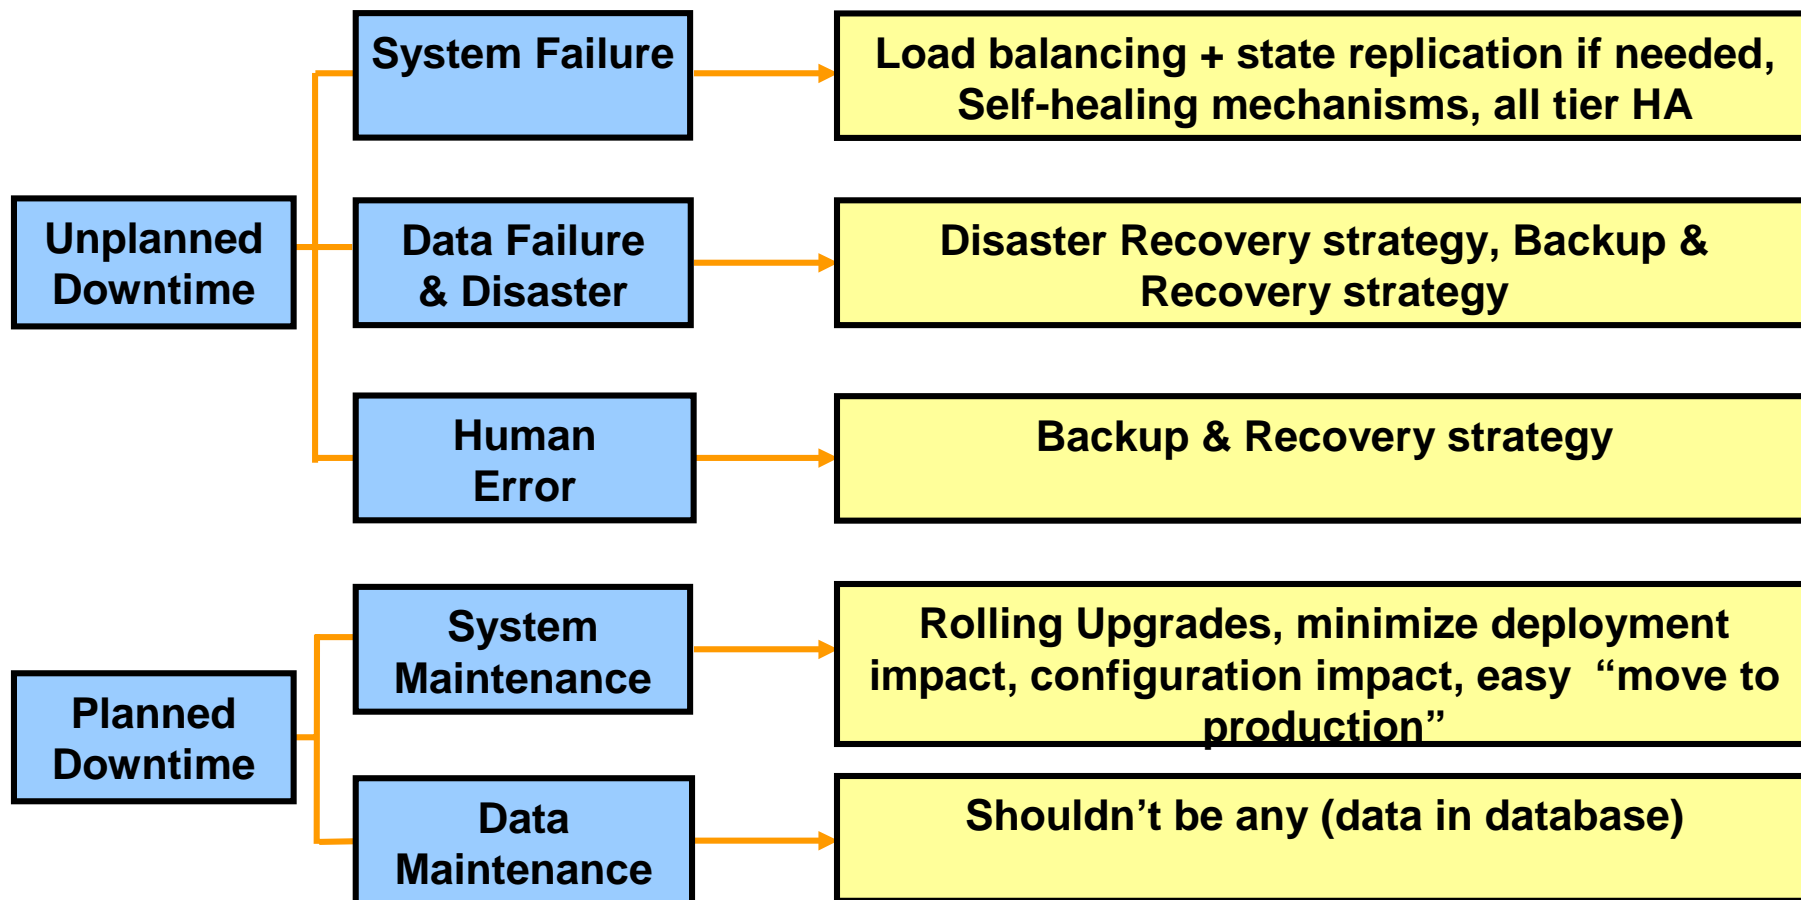 System Failure
Load balancing + state replication if needed,
Self-healing mechanisms, all tier HA
Unplanned
Downtime
Data Failure
& Disaster
Disaster Recovery strategy, Backup &
Recovery strategy
Human
Error
Backup & Recovery strategy
Planned
Downtime
System
Maintenance
Rolling Upgrades, minimize deployment
impact, configuration impact, easy “move to
production”
Data
Maintenance
Shouldn’t be any (data in database)